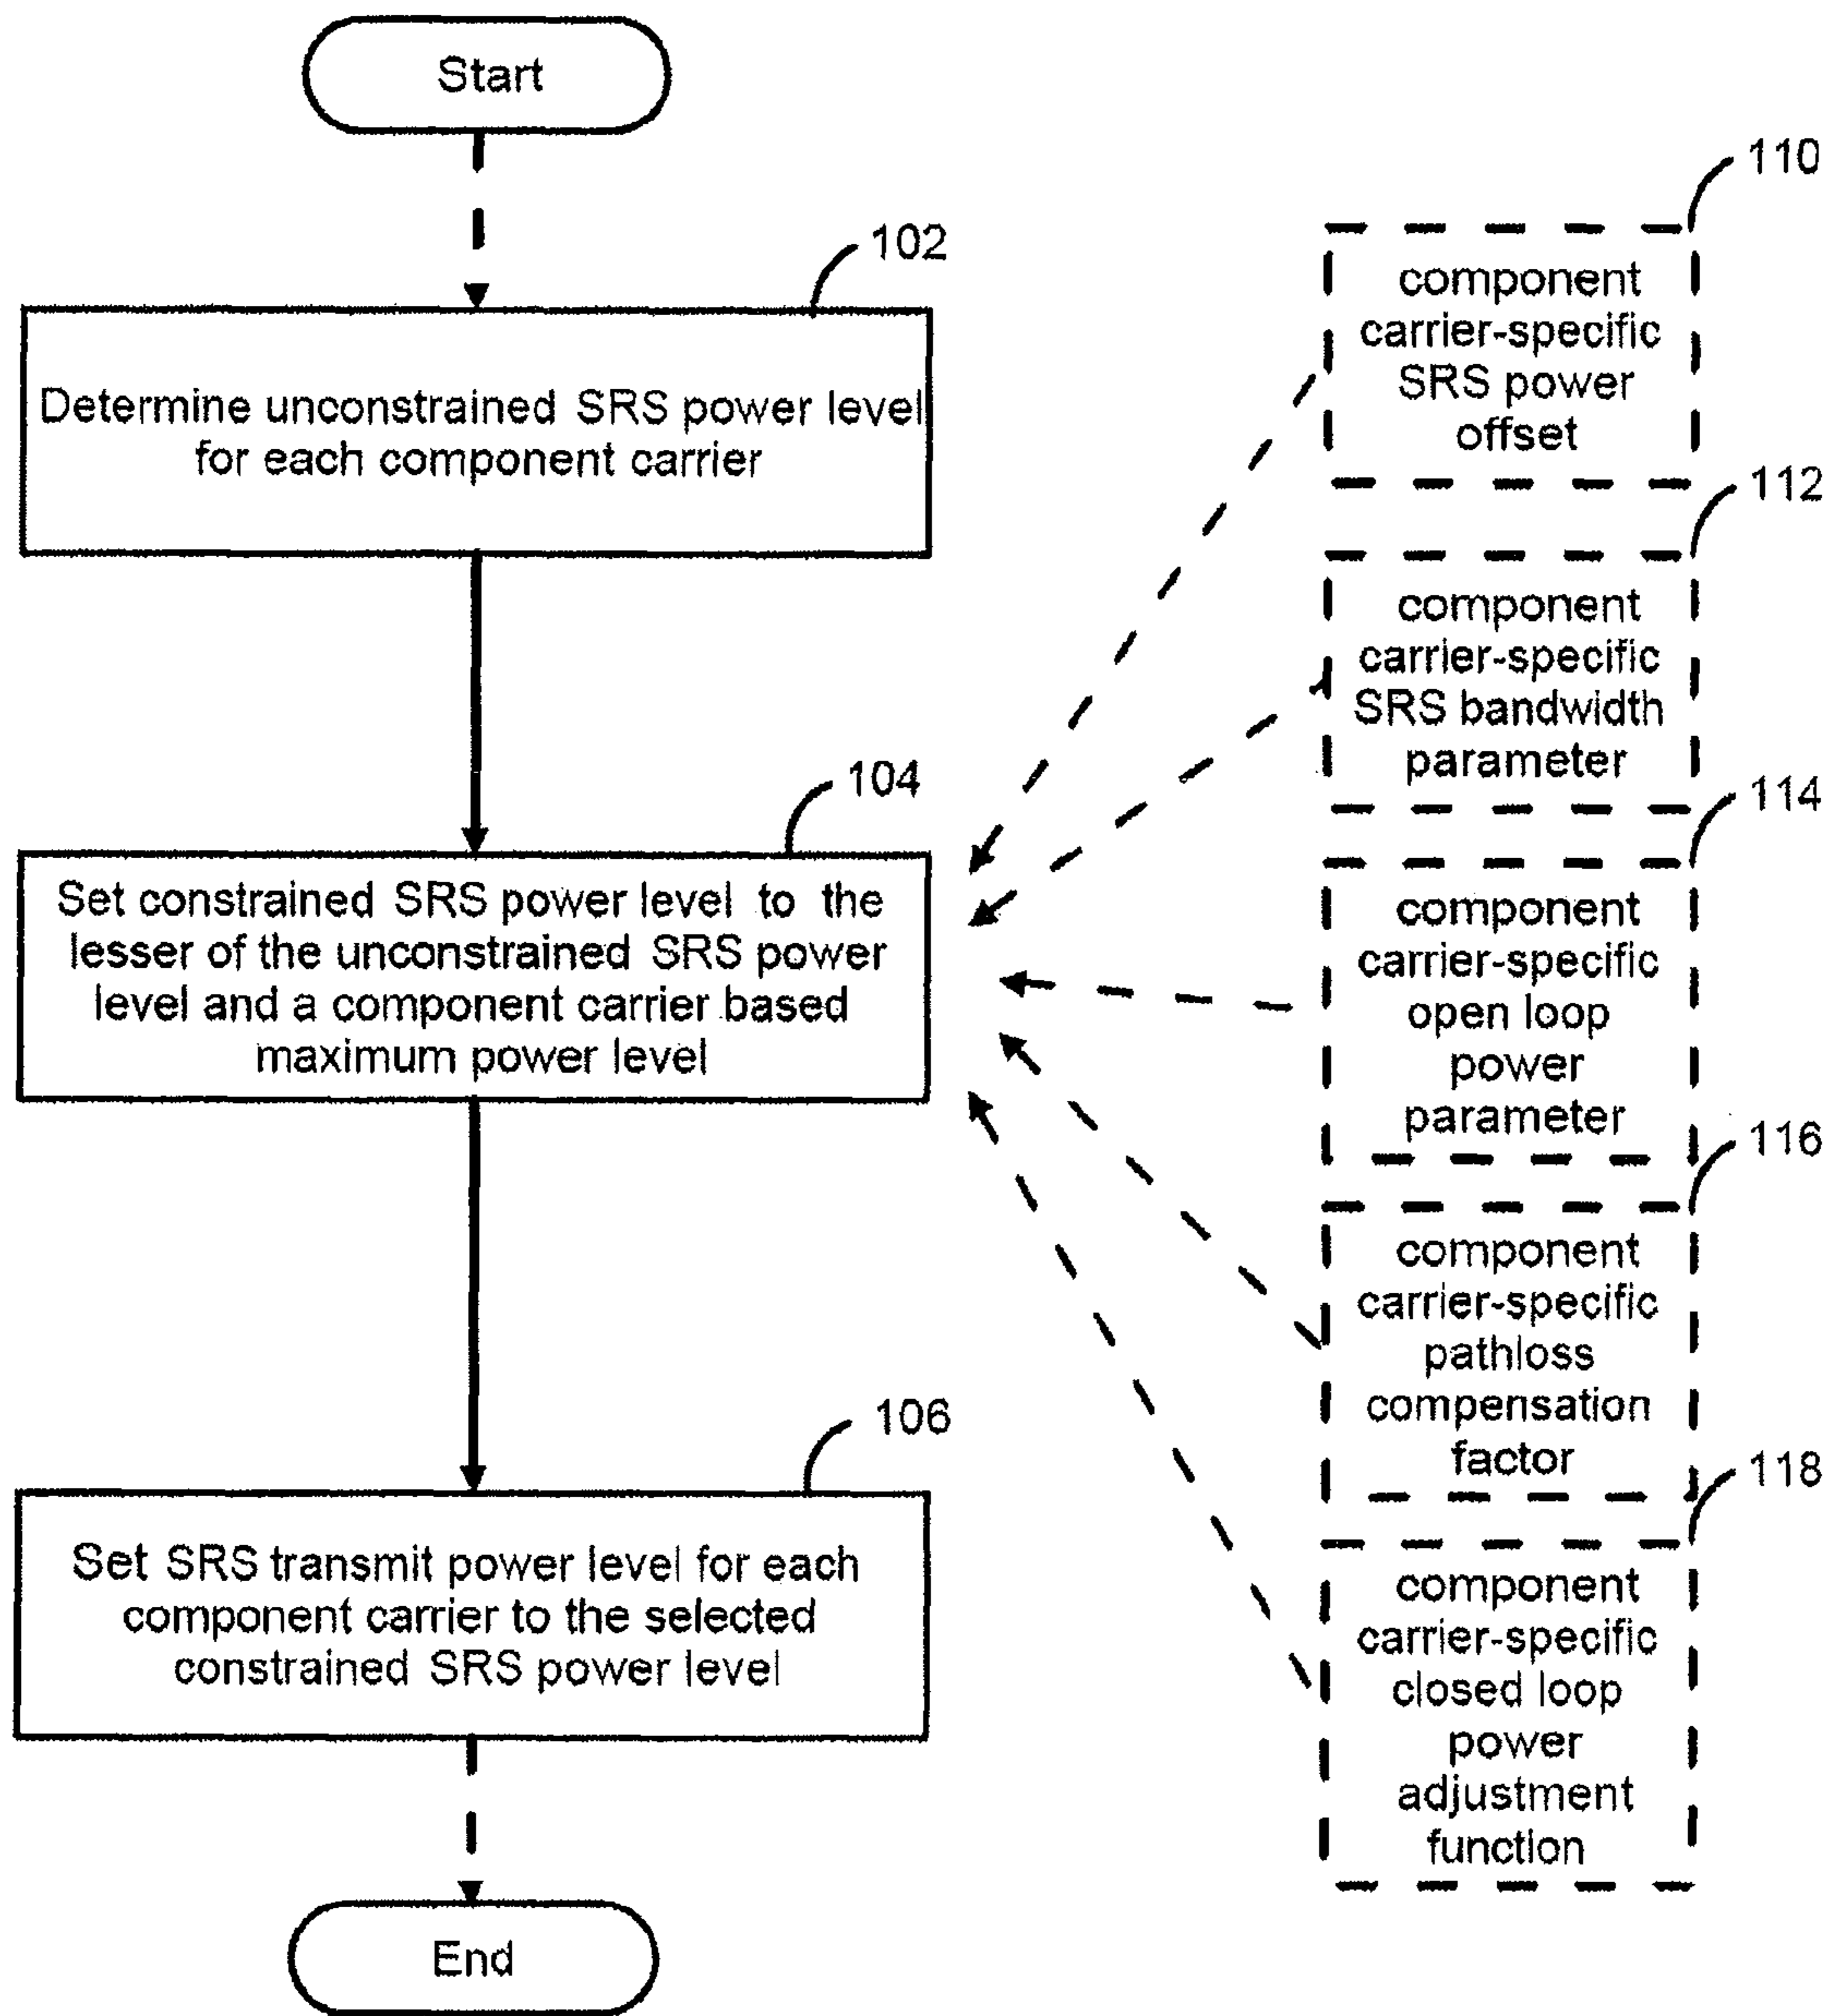 Start
102
Determine unconstrained SRS power level
for each component carrier
104
Set constrained SRS power level to the
lesser of the unconstrained SRS power
level and a component carrier based
maximum power level
106
Set SRS transmit power level for each
component carrier to the selected
constrained SRS power level
End
110
component
carrier-specific
SRS power
offset
112
component
carrier-specific
SRS bandwidth
parameter
114
component
carrier-specific
open loop
power
parameter
116
component
carrier-specific
pathloss
compensation
factor
118
component
carrier-specific
closed loop
power
adjustment
function